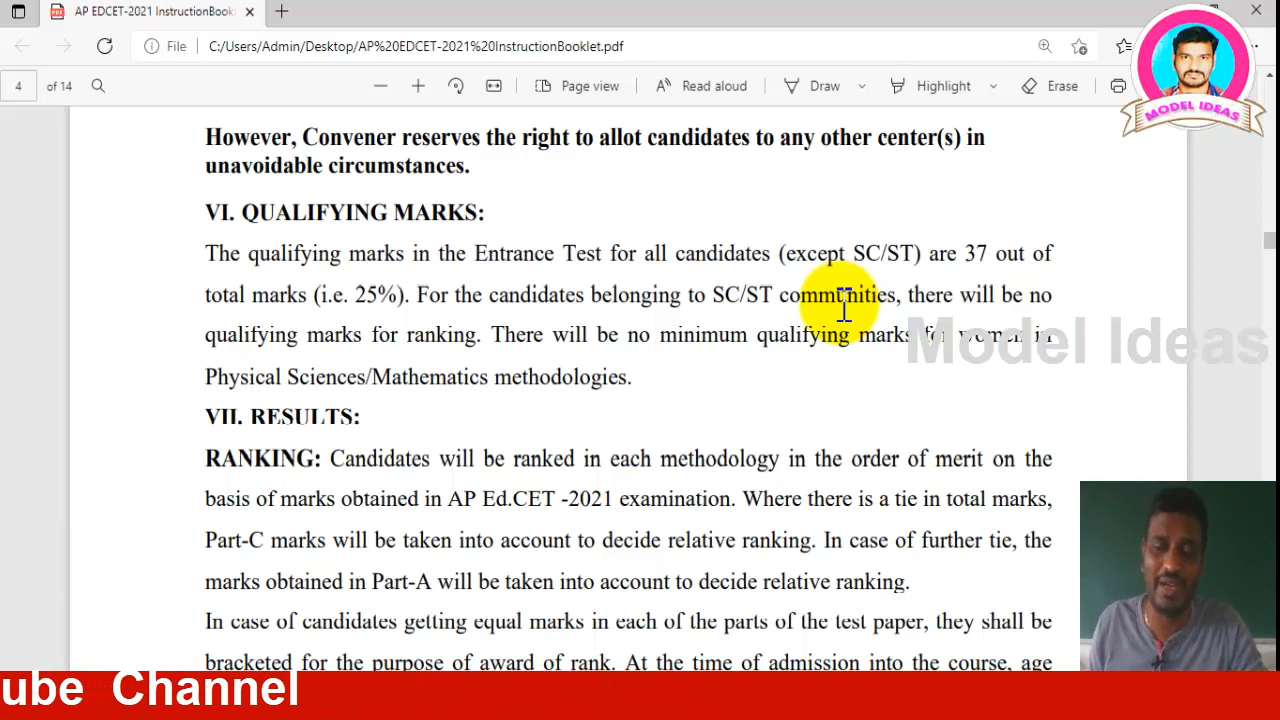 AP EDCET-2021 InstructionBookl
File
C:/Users/Admin/Desktop/AP%20EDCET-2021%20InstructionBooklet.pdf
4 of 14
Page view
Read aloud
Draw
Highlight
Erase
MODEL IDEAS
However, Convener reserves the right to allot candidates to any other center(s) in
unavoidable circumstances.
VI. QUALIFYING MARKS:
The qualifying marks in the Entrance Test for all candidates (except SC/ST) are 37 out of
total marks (i.e. 25%). For the candidates belonging to SC/ST communities, there will be no
qualifying marks for ranking. There will be no minimum qualifying marks for women in
Model Ideas
Physical Sciences/Mathematics methodologies.
VII. RESULTS:
RANKING: Candidates will be ranked in each methodology in the order of merit on the
basis of marks obtained in AP Ed.CET -2021 examination. Where there is a tie in total marks,
Part-C marks will be taken into account to decide relative ranking. In case of further tie, the
marks obtained in Part-A will be taken into account to decide relative ranking.
In case of candidates getting equal marks in each of the parts of the test paper, they shall be
bracketed for the purpose of award of rank. At the time of admission into the course, age
ube Channel